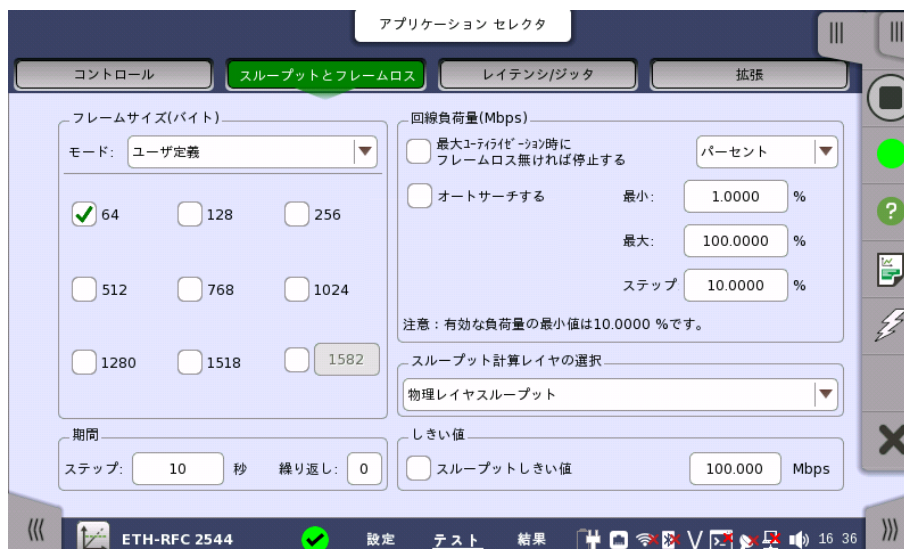 アプリケーション セレクタ
コントロール
スループットとフレームロス
レイテンシ/ジッタ
拡張
フレームサイズ(バイト)
モード: ユーザ定義
64 128 256
512 768 1024
1280 1518 1582
期間
ステップ: 10 秒 繰り返し: 0
回線負荷量(Mbps)
最大ユーティライゼーション時に
フレームロス無ければ停止する
パーセント
オートサーチする 最小: 1.0000 %
最大: 100.0000 %
ステップ 10.0000 %
注意：有効な負荷量の最小値は10.0000 %です。
スループット計算レイヤの選択
物理レイヤスループット
しきい値
スループットしきい値 100.000 Mbps
ETH-RFC 2544 設定 テスト 結果 16 36